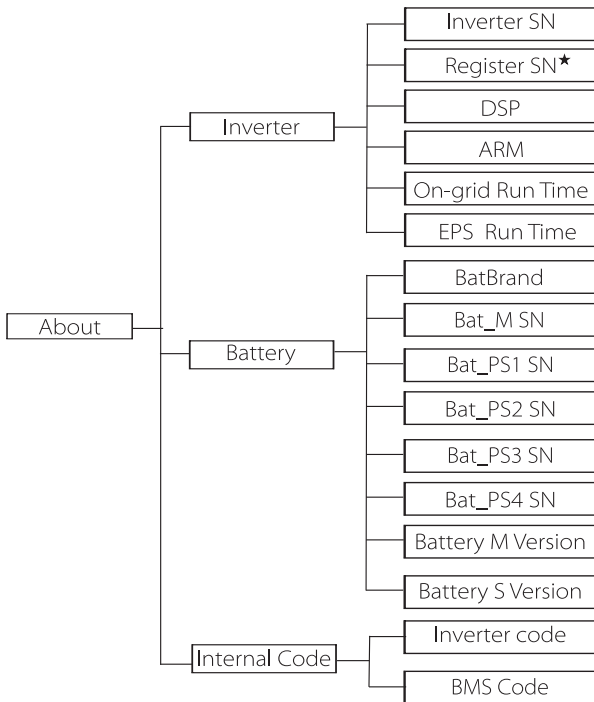 About
Inverter
Inverter SN
Register SN★
DSP
ARM
On-grid Run Time
EPS Run Time
Battery
BatBrand
Bat_M SN
Bat_PS1 SN
Bat_PS2 SN
Bat_PS3 SN
Bat_PS4 SN
Battery M Version
Battery S Version
Internal Code
Inverter code
BMS Code